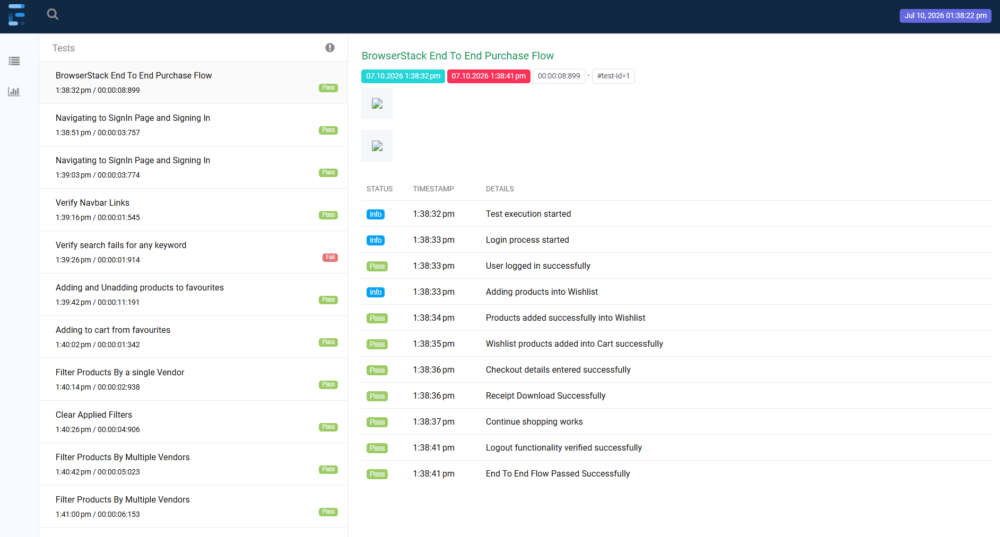 Jul 10, 2026 01:38:22 pm
Tests
BrowserStack End To End Purchase Flow
1:38:32 pm / 00:00:08:899
Pass
Navigating to SignIn Page and Signing In
1:38:51 pm / 00:00:03:757
Pass
Navigating to SignIn Page and Signing In
1:39:03 pm / 00:00:03:774
Pass
Verify Navbar Links
1:39:16 pm / 00:00:01:545
Pass
Verify search fails for any keyword
1:39:26 pm / 00:00:01:914
Fail
Adding and Unadding products to favourites
1:39:42 pm / 00:00:11:191
Pass
Adding to cart from favourites
1:40:02 pm / 00:00:01:342
Pass
Filter Products By a single Vendor
1:40:14 pm / 00:00:02:938
Pass
Clear Applied Filters
1:40:26 pm / 00:00:04:906
Pass
Filter Products By Multiple Vendors
1:40:42 pm / 00:00:05:023
Pass
Filter Products By Multiple Vendors
1:41:00 pm / 00:00:06:153
Pass
BrowserStack End To End Purchase Flow
07.10.2026 1:38:32 pm 07.10.2026 1:38:41 pm 00:00:08:899 · #test-id=1
STATUS TIMESTAMP DETAILS
Info 1:38:32 pm Test execution started
Info 1:38:33 pm Login process started
Pass 1:38:33 pm User logged in successfully
Info 1:38:33 pm Adding products into Wishlist
Pass 1:38:34 pm Products added successfully into Wishlist
Pass 1:38:35 pm Wishlist products added into Cart successfully
Pass 1:38:36 pm Checkout details entered successfully
Pass 1:38:36 pm Receipt Download Successfully
Pass 1:38:37 pm Continue shopping works
Pass 1:38:41 pm Logout functionality verified successfully
Pass 1:38:41 pm End To End Flow Passed Successfully